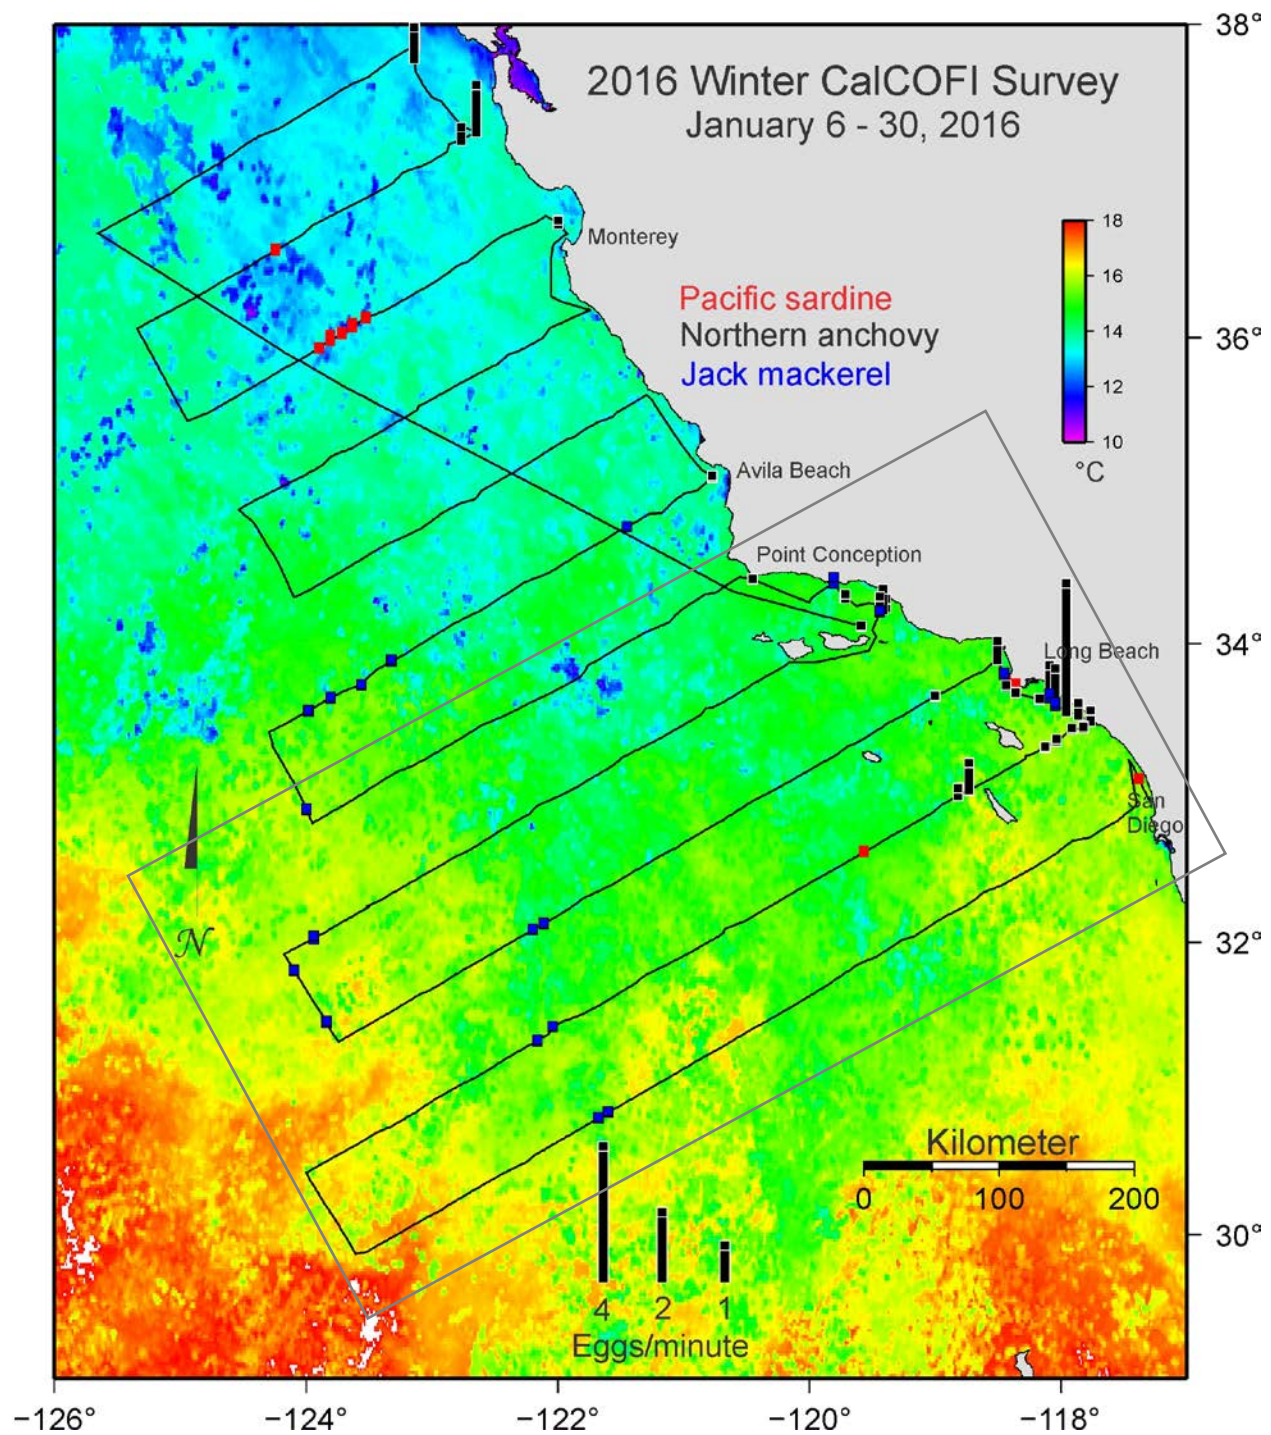 38°
2016 Winter CalCOFI Survey
January 6 - 30, 2016
18
Monterey
16
Pacific sardine
14
Northern anchovy
36°
Jack mackerel
12
10
°C
Avila Beach
Point Conception
34°
Long Beach
San
Diego
N
32°
Kilometer
0 100 200
30°
4 2 1
Eggs/minute
−126° −124° −122° −120° −118°